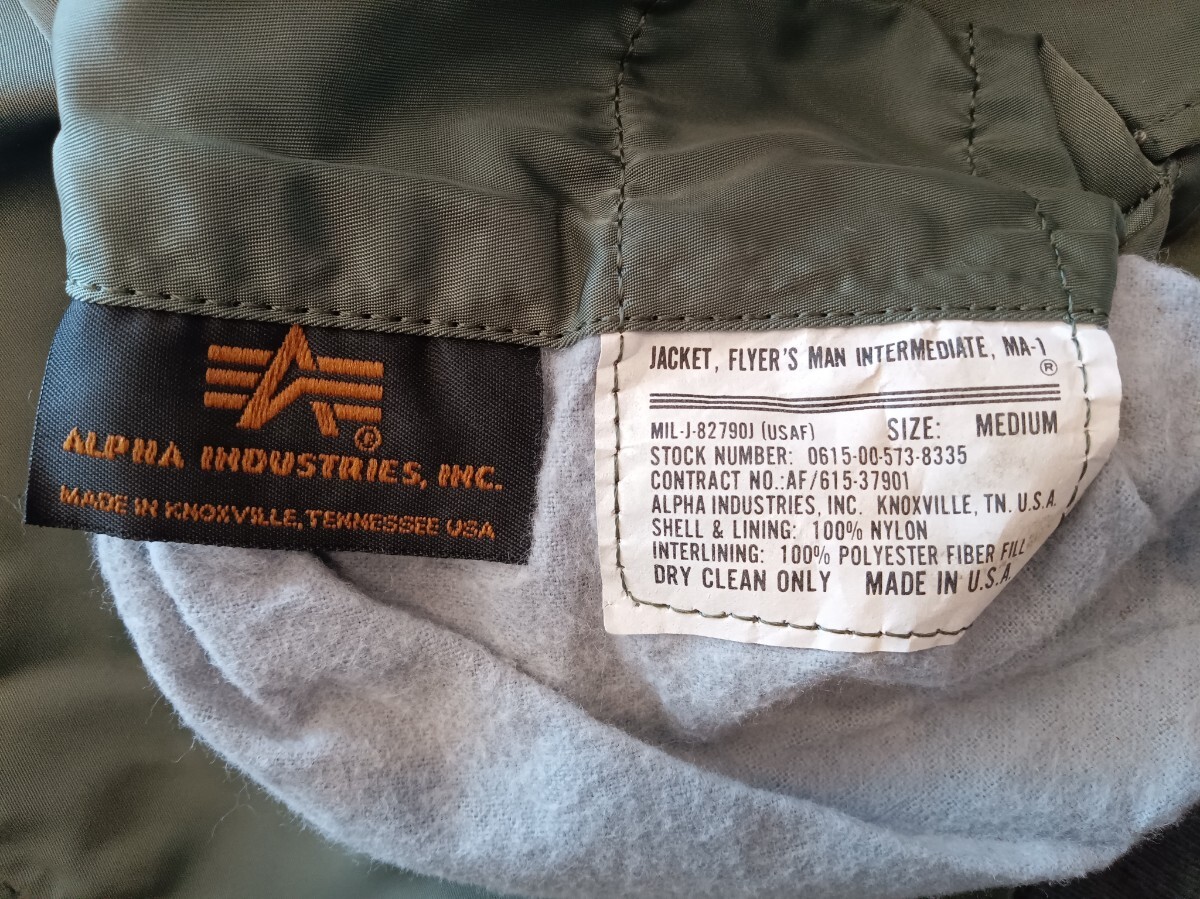 ALPHA INDUSTRIES, INC.
MADE IN KNOXVILLE, TENNESSEE USA
JACKET, FLYER'S MAN INTERMEDIATE, MA-1
MIL-J-82790J (USAF) SIZE: MEDIUM
STOCK NUMBER: 0615-00-573-8335
CONTRACT NO.:AF/615-37901
ALPHA INDUSTRIES, INC. KNOXVILLE, TN. U.S.A.
SHELL & LINING: 100% NYLON
INTERLINING: 100% POLYESTER FIBER FILL
DRY CLEAN ONLY MADE IN U.S.A.